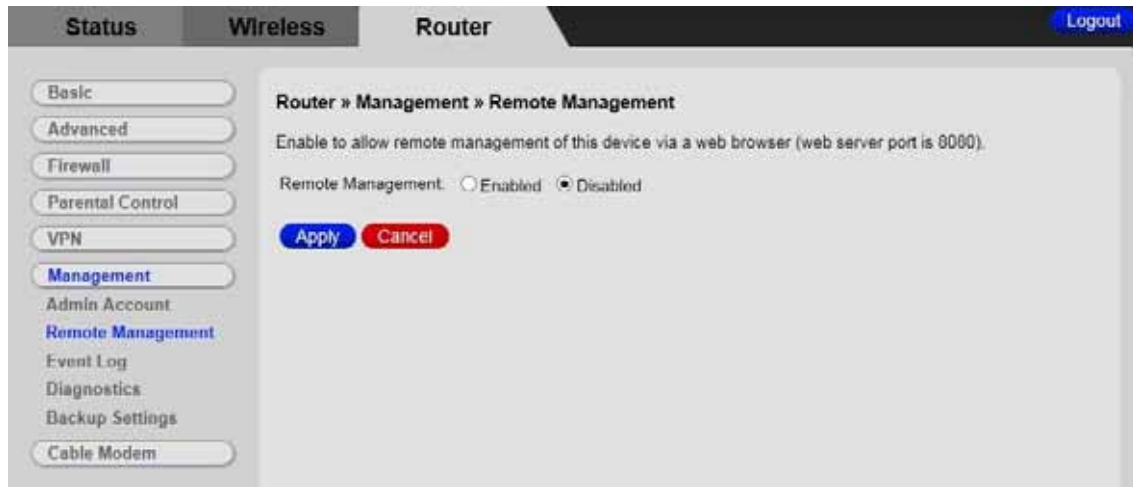 Status
Wireless
Router
Logout
Basic
Advanced
Firewall
Parental Control
VPN
Management
Admin Account
Remote Management
Event Log
Diagnostics
Backup Settings
Cable Modem
Router » Management » Remote Management
Enable to allow remote management of this device via a web browser (web server port is 8080).
Remote Management: Enabled Disabled
Apply Cancel